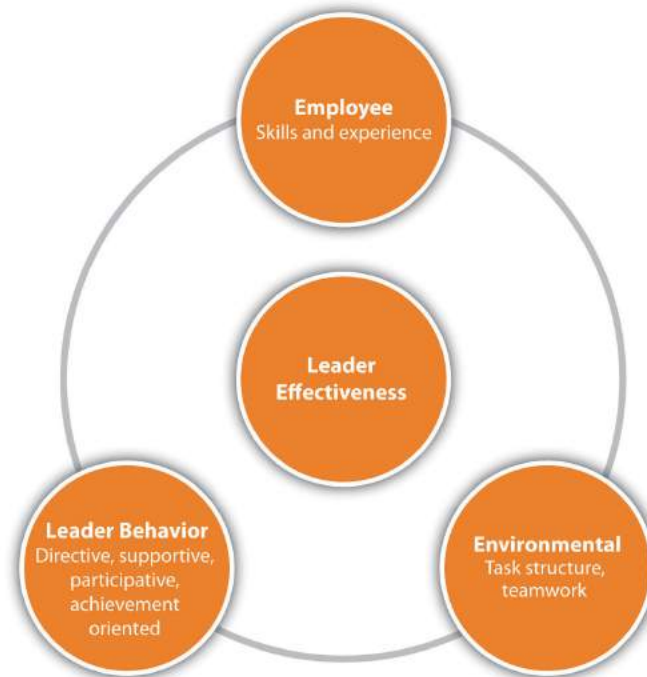 Employee
Skills and experience
Leader
Effectiveness
Leader Behavior
Directive, supportive,
participative,
achievement
oriented
Environmental
Task structure,
teamwork